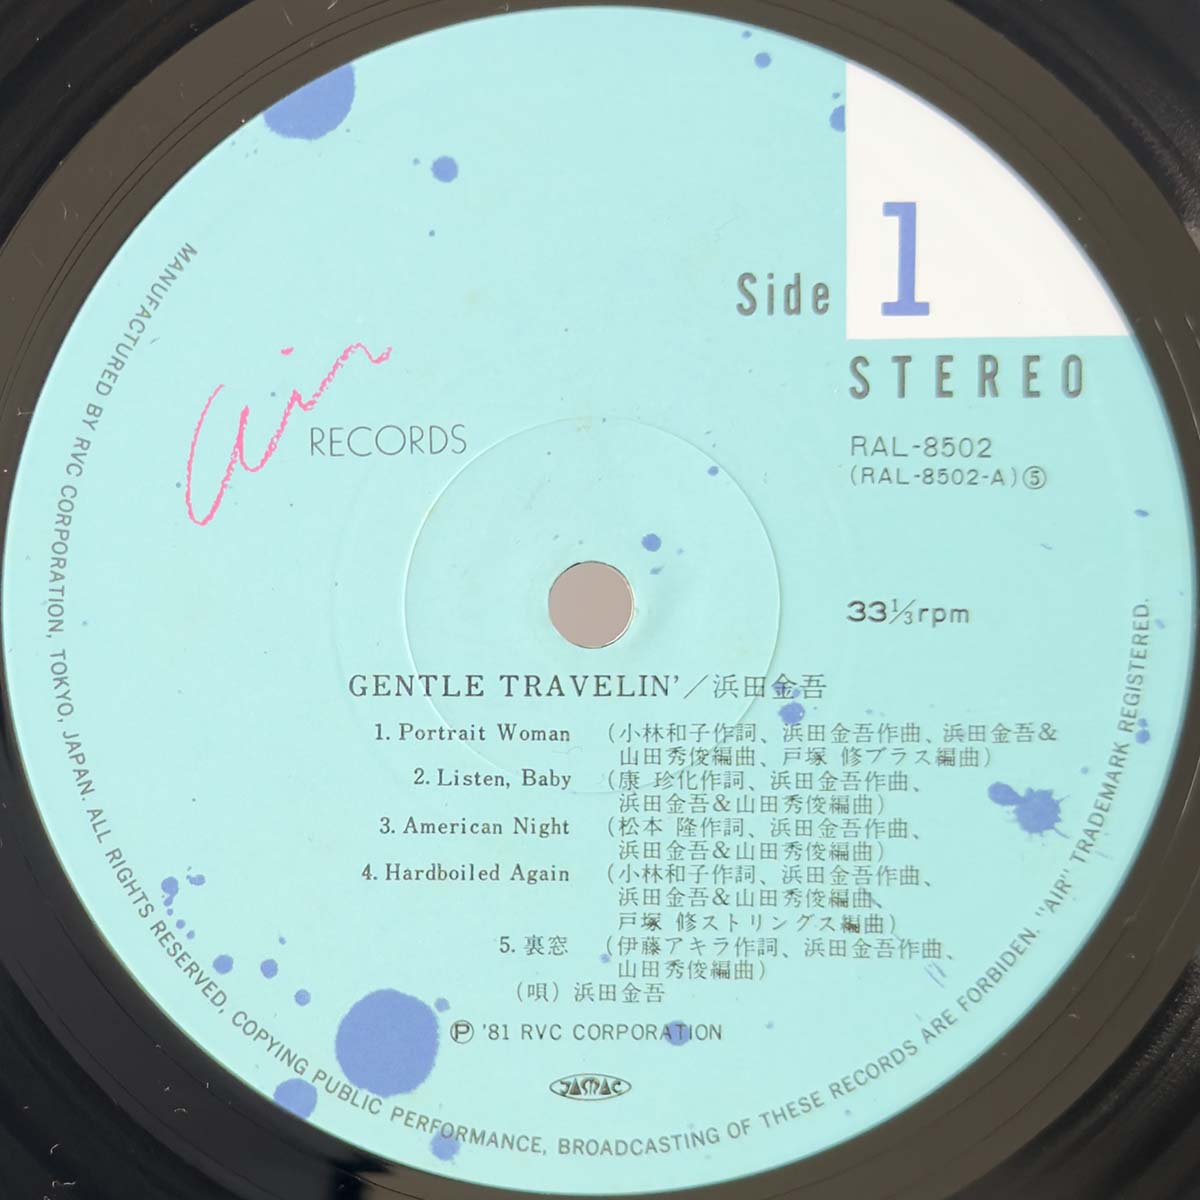 Side 1
STEREO
air
RECORDS
RAL-8502
(RAL-8502-A)⑤
33⅓rpm
GENTLE TRAVELIN'／浜田金吾
1. Portrait Woman (小林和子作詞、浜田金吾作曲、浜田金吾&
山田秀俊編曲、戸塚 修ブラス編曲)
2. Listen, Baby (康 珍化作詞、浜田金吾作曲、
浜田金吾&山田秀俊編曲)
3. American Night (松本 隆作詞、浜田金吾作曲、
浜田金吾&山田秀俊編曲)
4. Hardboiled Again (小林和子作詞、浜田金吾作曲、
浜田金吾&山田秀俊編曲、
戸塚 修ストリングス編曲)
5. 裏窓 (伊藤アキラ作詞、浜田金吾作曲、
山田秀俊編曲)
(唄) 浜田金吾
Ⓟ '81 RVC CORPORATION
JASRAC
MANUFACTURED BY RVC CORPORATION, TOKYO, JAPAN. ALL RIGHTS RESERVED, COPYING PUBLIC PERFORMANCE, BROADCASTING OF THESE RECORDS ARE FORBIDEN. "AIR" TRADEMARK REGISTERED.